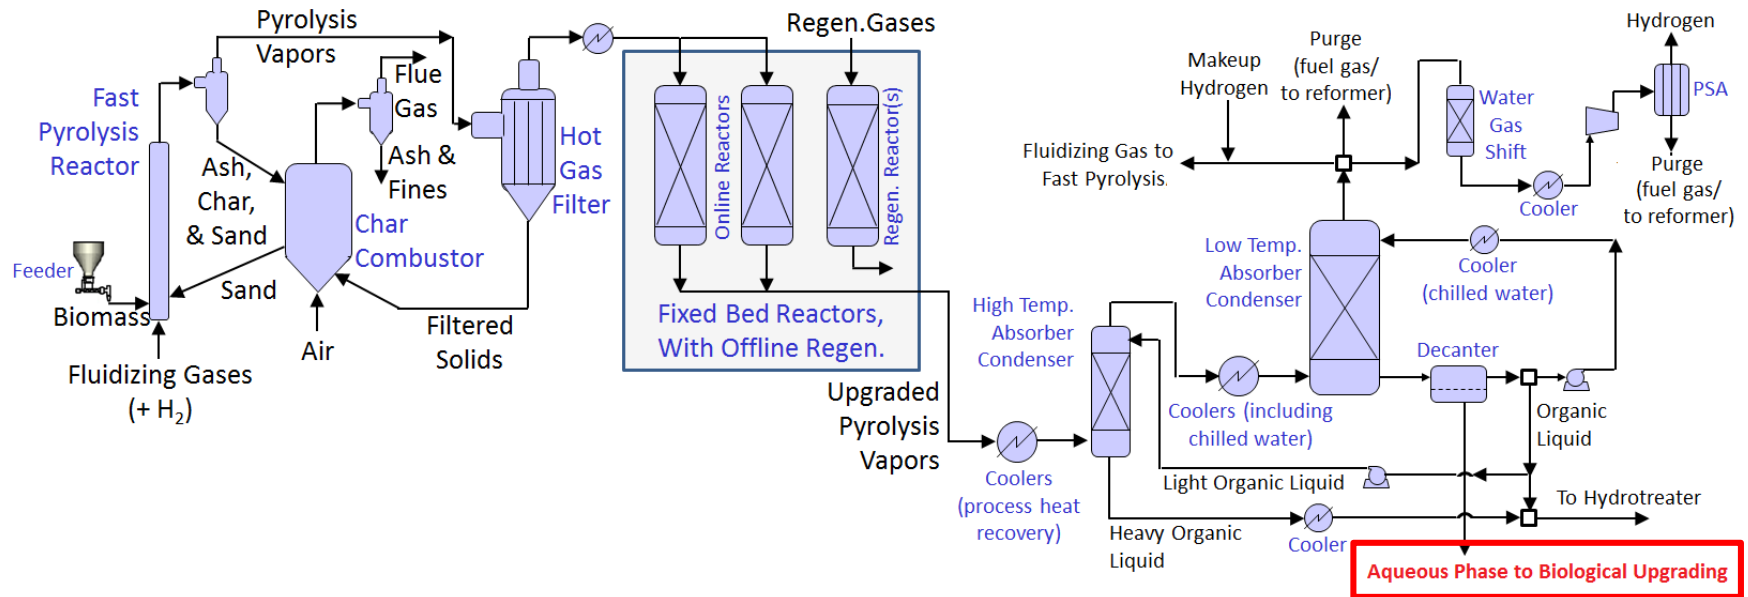 Pyrolysis
Vapors
Fast
Pyrolysis
Reactor
Flue
Gas
Ash &
Fines
Ash,
Char,
& Sand
Char
Combustor
Feeder
Biomass
Sand
Fluidizing Gases
(+ H2)
Air
Filtered
Solids
Hot
Gas
Filter
Regen.Gases
Online Reactors
Regen. Reactor(s)
Fixed Bed Reactors,
With Offline Regen.
Upgraded
Pyrolysis
Vapors
Coolers
(process heat
recovery)
High Temp.
Absorber
Condenser
Heavy Organic
Liquid
Light Organic Liquid
Cooler
Coolers (including
chilled water)
Low Temp.
Absorber
Condenser
Fluidizing Gas to
Fast Pyrolysis.
Makeup
Hydrogen
Purge
(fuel gas/
to reformer)
Water
Gas
Shift
Cooler
Hydrogen
PSA
Purge
(fuel gas/
to reformer)
Cooler
(chilled water)
Decanter
Organic
Liquid
To Hydrotreater
Aqueous Phase to Biological Upgrading